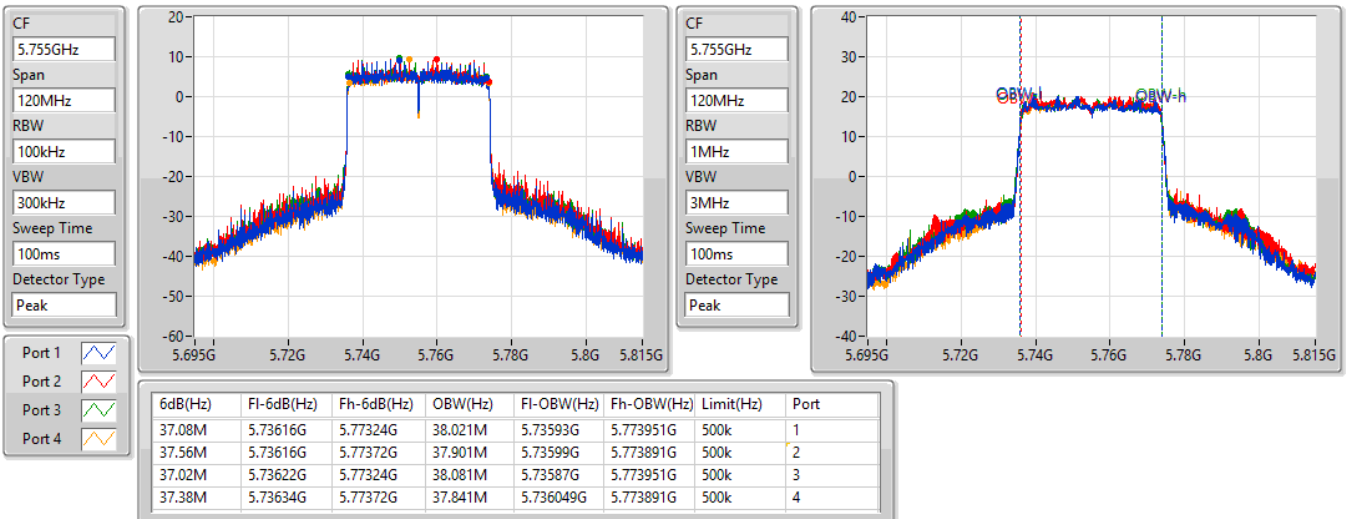 CF
5.755GHz
Span
120MHz
RBW
100kHz
VBW
300kHz
Sweep Time
100ms
Detector Type
Peak
20
10
0
-10
-20
-30
-40
-50
-60
5.695G 5.72G 5.74G 5.76G 5.78G 5.8G 5.815G
CF
5.755GHz
Span
120MHz
RBW
1MHz
VBW
3MHz
Sweep Time
100ms
Detector Type
Peak
40
30
20
10
0
-10
-20
-30
-40
OBW-l OBW-h
5.695G 5.72G 5.74G 5.76G 5.78G 5.8G 5.815G
Port 1
Port 2
Port 3
Port 4
6dB(Hz) Fl-6dB(Hz) Fh-6dB(Hz) OBW(Hz) Fl-OBW(Hz) Fh-OBW(Hz) Limit(Hz) Port
37.08M 5.73616G 5.77324G 38.021M 5.73593G 5.773951G 500k 1
37.56M 5.73616G 5.77372G 37.901M 5.73599G 5.773891G 500k 2
37.02M 5.73622G 5.77324G 38.081M 5.73587G 5.773951G 500k 3
37.38M 5.73634G 5.77372G 37.841M 5.736049G 5.773891G 500k 4